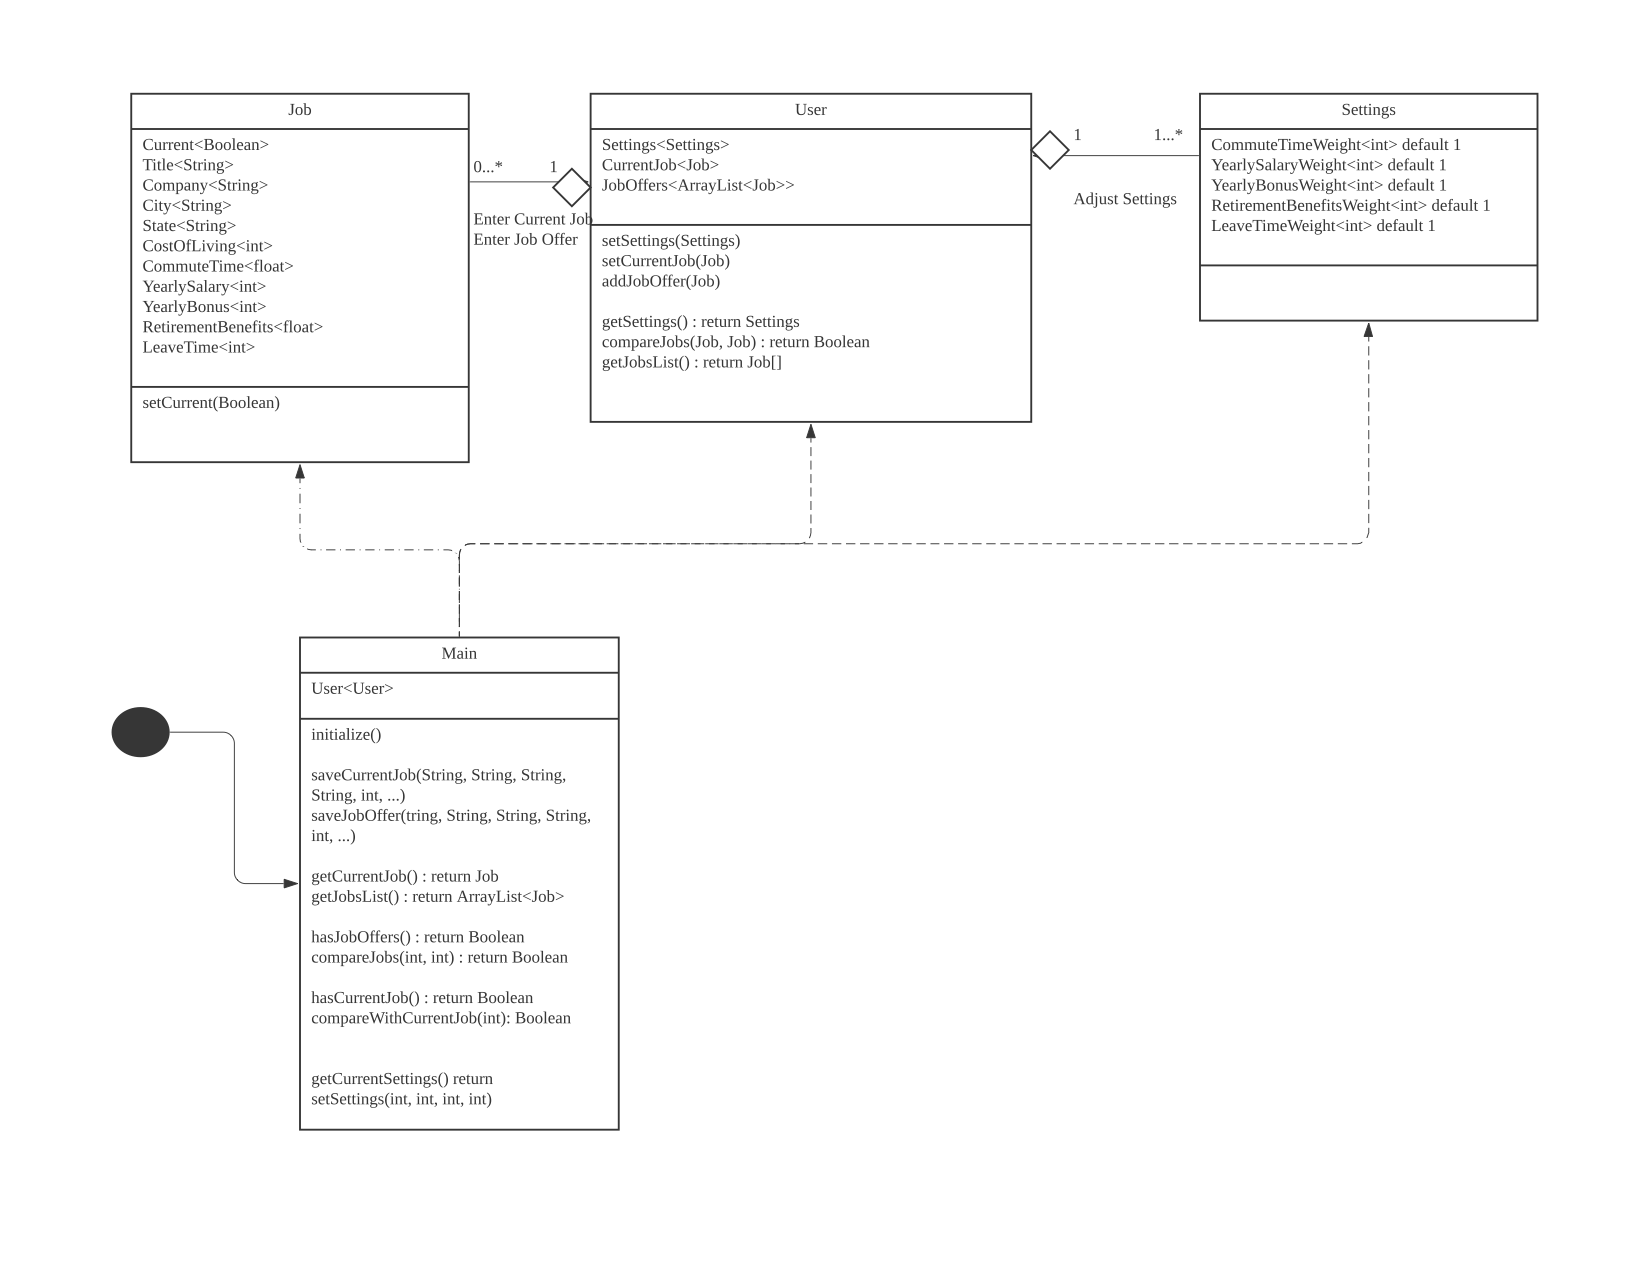 Job
Current<Boolean>
Title<String>
Company<String>
City<String>
State<String>
CostOfLiving<int>
CommuteTime<float>
YearlySalary<int>
YearlyBonus<int>
RetirementBenefits<float>
LeaveTime<int>
setCurrent(Boolean)
0...* 1
Enter Current Job
Enter Job Offer
User
Settings<Settings>
CurrentJob<Job>
JobOffers<ArrayList<Job>>
setSettings(Settings)
setCurrentJob(Job)
addJobOffer(Job)
getSettings() : return Settings
compareJobs(Job, Job) : return Boolean
getJobsList() : return Job[]
1 1...*
Adjust Settings
Settings
CommuteTimeWeight<int> default 1
YearlySalaryWeight<int> default 1
YearlyBonusWeight<int> default 1
RetirementBenefitsWeight<int> default 1
LeaveTimeWeight<int> default 1
Main
User<User>
initialize()
saveCurrentJob(String, String, String,
String, int, ...)
saveJobOffer(tring, String, String, String,
int, ...)
getCurrentJob() : return Job
getJobsList() : return ArrayList<Job>
hasJobOffers() : return Boolean
compareJobs(int, int) : return Boolean
hasCurrentJob() : return Boolean
compareWithCurrentJob(int): Boolean
getCurrentSettings() return
setSettings(int, int, int, int)